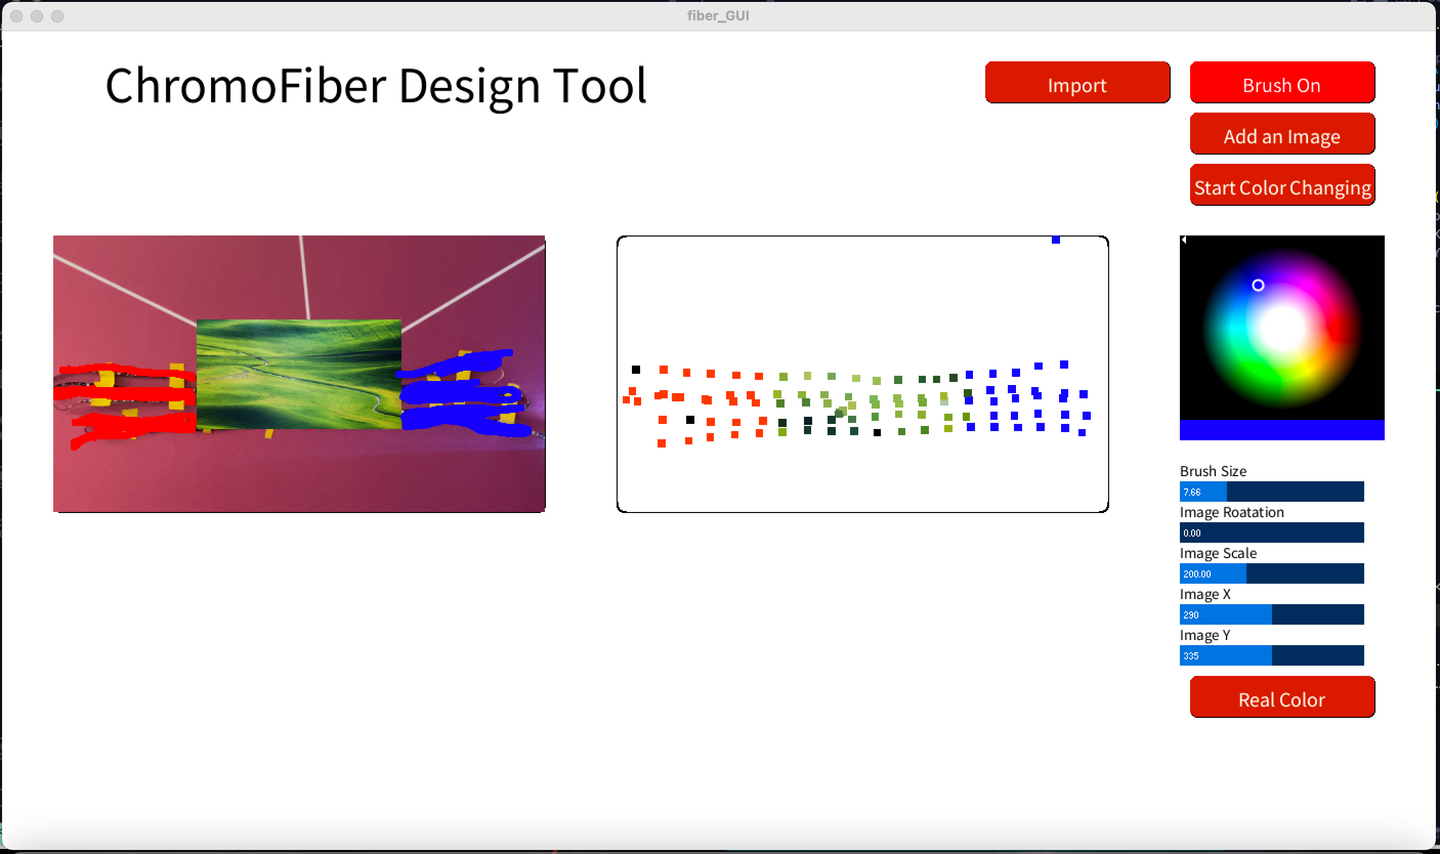 fiber_GUI
ChromoFiber Design Tool
Import
Brush On
Add an Image
Start Color Changing
Brush Size
7.66
Image Roatation
0.00
Image Scale
200.00
Image X
290
Image Y
335
Real Color